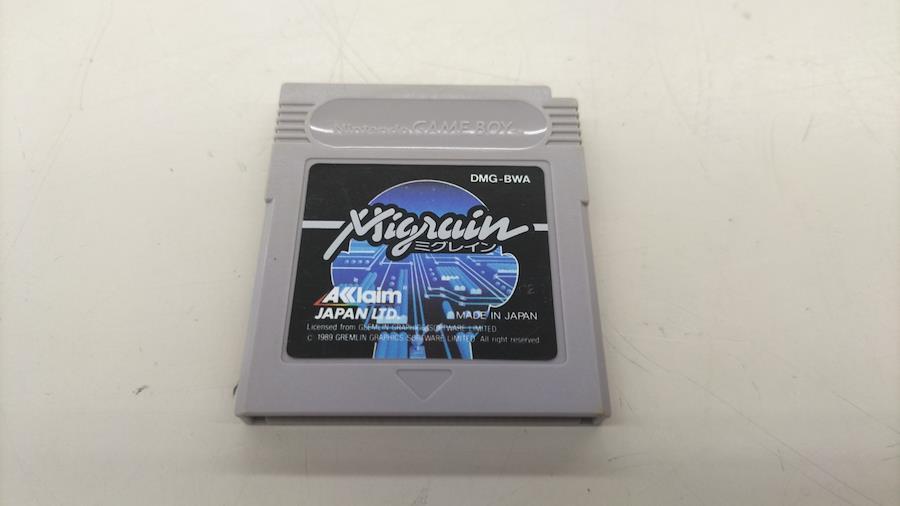 Nintendo GAME BOY
DMG-BWA
Migrain
ミグレイン
AKlaim
JAPAN LTD.
MADE IN JAPAN
Licensed from GREMLIN GRAPHICS SOFTWARE LIMITED
© 1989 GREMLIN GRAPHICS SOFTWARE LIMITED. All right reserved